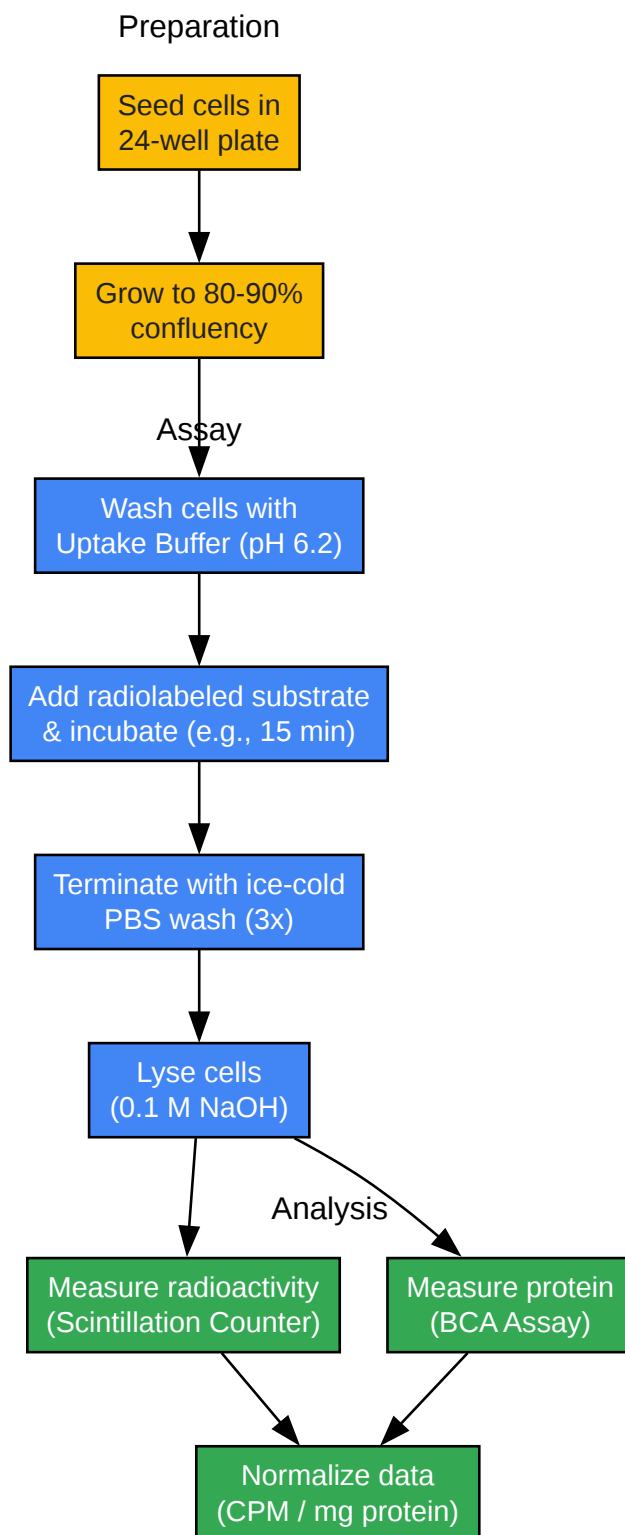 Preparation
Seed cells in
24-well plate
Grow to 80-90%
confluency
Assay
Wash cells with
Uptake Buffer (pH 6.2)
Add radiolabeled substrate
& incubate (e.g., 15 min)
Terminate with ice-cold
PBS wash (3x)
Lyse cells
(0.1 M NaOH)
Analysis
Measure radioactivity
(Scintillation Counter)
Measure protein
(BCA Assay)
Normalize data
(CPM / mg protein)